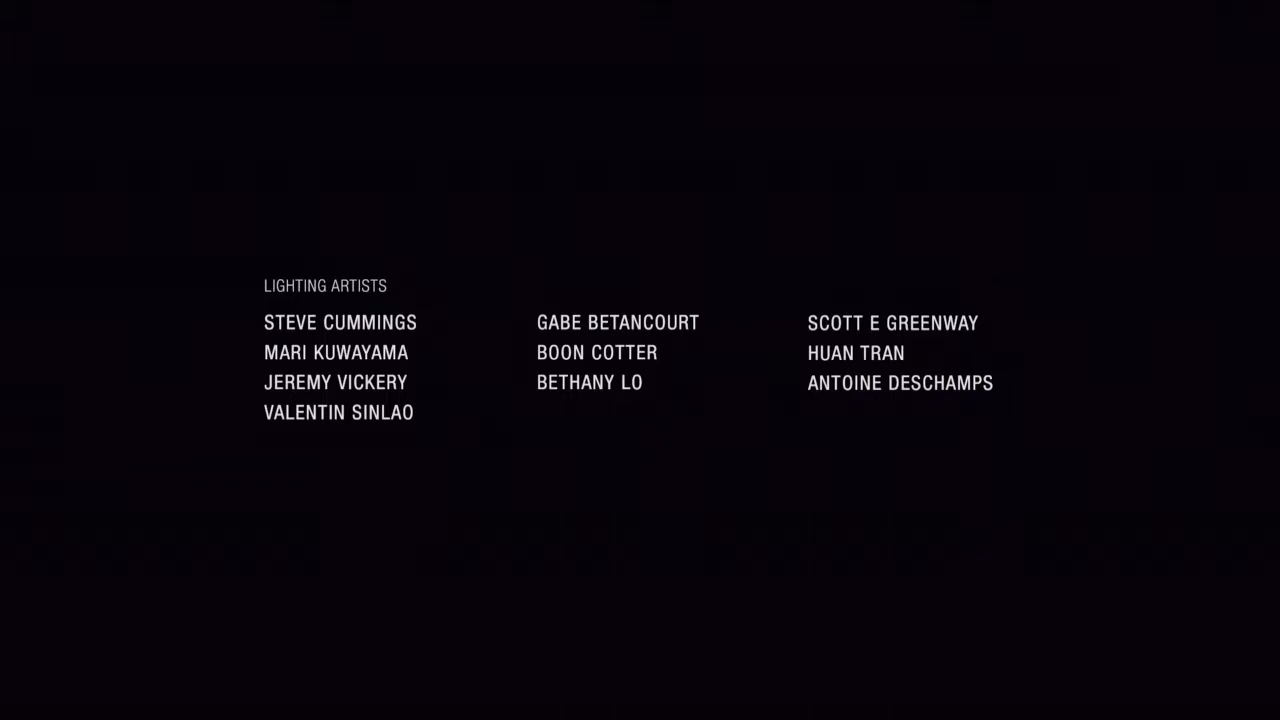 LIGHTING ARTISTS
STEVE CUMMINGS
MARI KUWAYAMA
JEREMY VICKERY
VALENTIN SINLAO
GABE BETANCOURT
BOON COTTER
BETHANY LO
SCOTT E GREENWAY
HUAN TRAN
ANTOINE DESCHAMPS